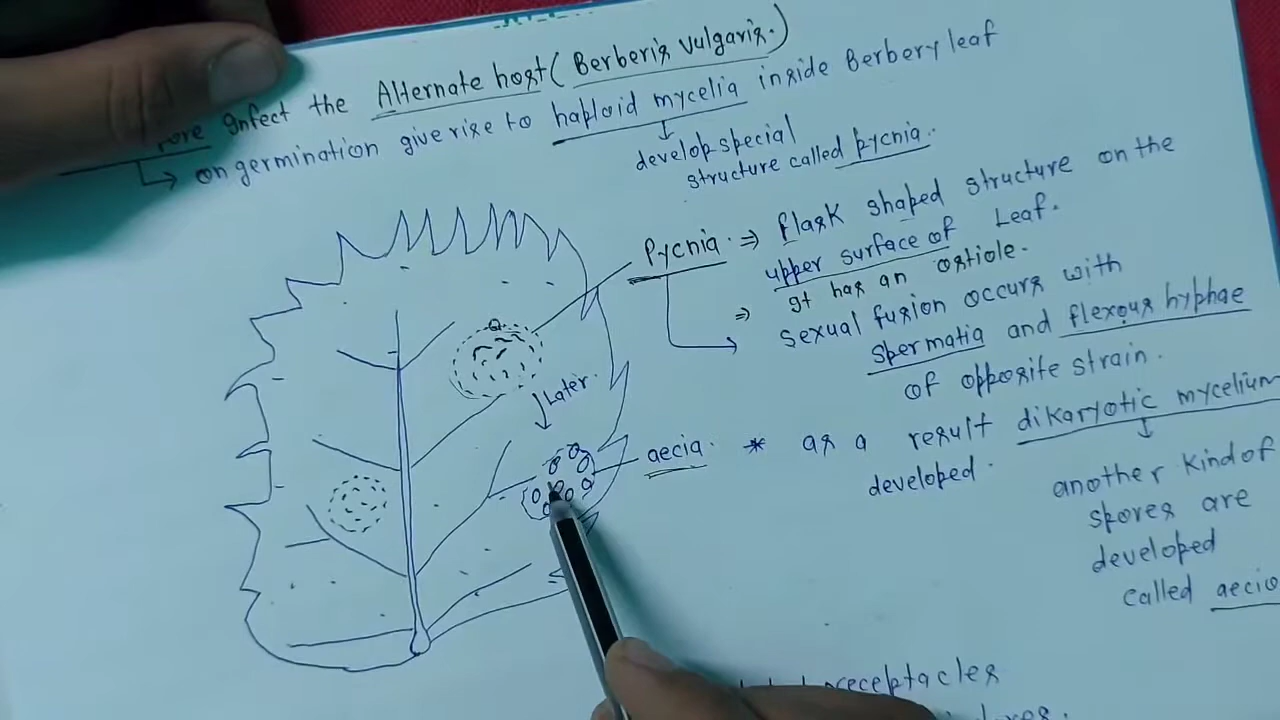 Infect the Alternate host (Berberis vulgaris.)
on germination give rise to haploid mycelia inside Berbery leaf
develop special
structure called pycnia.
Pycnia. ⇒ flask shaped structure on the
upper surface of Leaf.
⇒ It has an ostiole.
sexual fusion occurs with
spermatia and flexous hyphae
of opposite strain.
Later.
aecia. * as a result dikaryotic mycelium
developed.
another kind of
spores are
developed
called aecio
receptacles